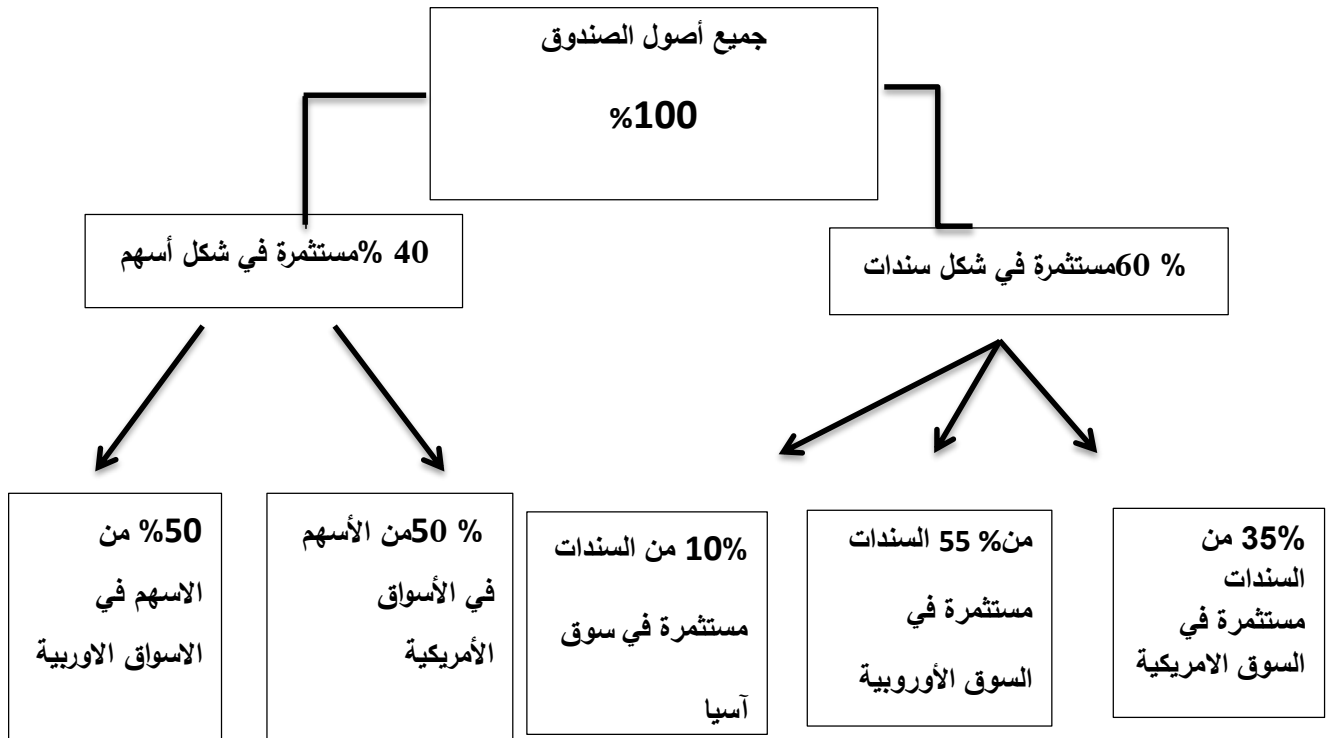 جميع أصول الصندوق
%100
% 60مستثمرة في شكل سندات
40 %مستثمرة في شكل أسهم
35% من
السندات
مستثمرة في
السوق الامريكية
من% 55 السندات
مستثمرة في
السوق الأوروبية
10% من السندات
مستثمرة في سوق
آسيا
% 50من الأسهم
في الأسواق
الأمريكية
50% من
الاسهم في
الاسواق الاوربية